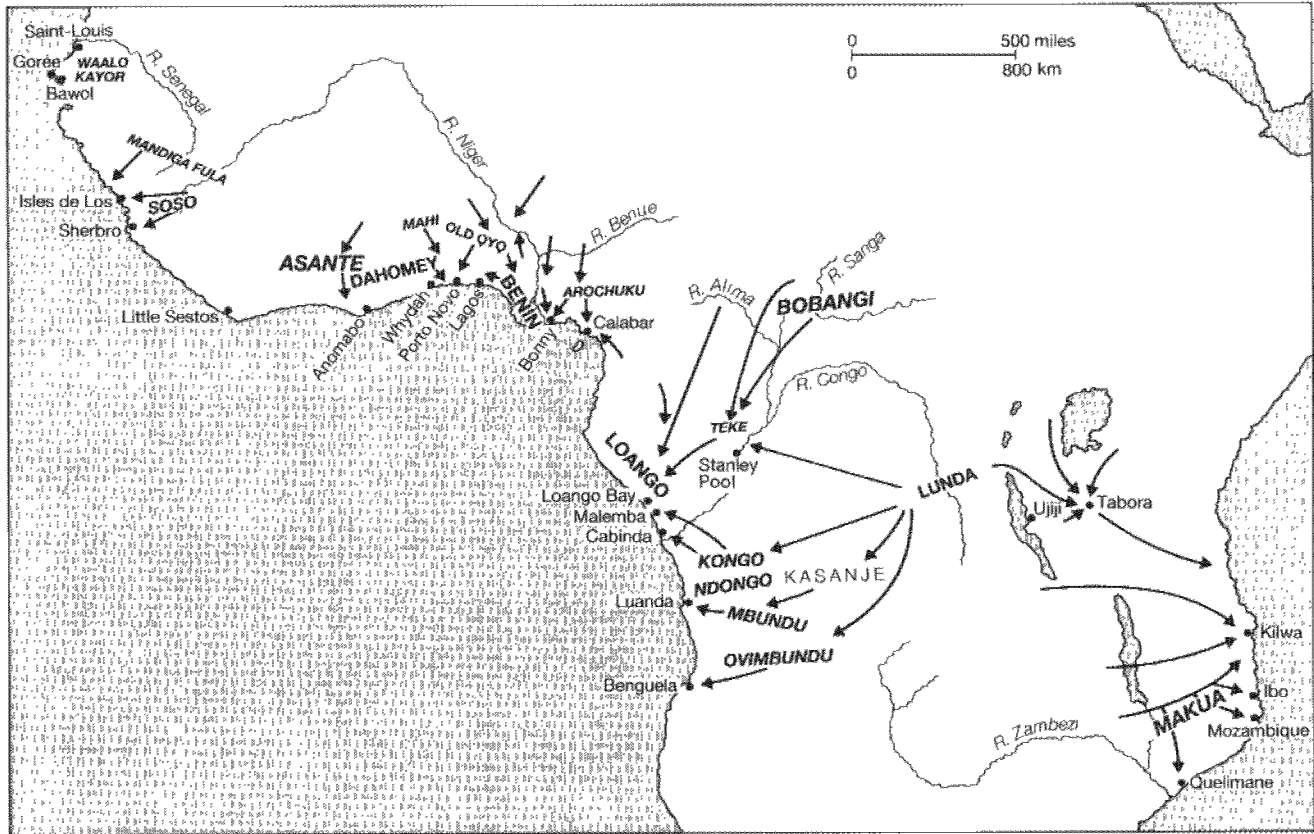 Saint-Louis
Gorée
WAALO
KAYOR
Bawol
R. Senegal
0 500 miles
0 800 km
MANDIGA FULA
R. Niger
Isles de Los
SOSO
Sherbro
MAHI
OLD OYO
R. Benue
ASANTE
DAHOMEY
BENIN
AROCHUKU
Little Sestos
Anomabo
Whydah
Porto Novo
Lagos
Bonny
Calabar
R. Alima
R. Sanga
BOBANGI
R. Congo
TEKE
LOANGO
Stanley
Pool
LUNDA
Loango Bay
Malemba
Cabinda
Ujiji
Tabora
KONGO
NDONGO
KASANJE
Luanda
MBUNDU
Kilwa
OVIMBUNDU
Benguela
Ibo
MAKUA
Mozambique
R. Zambezi
Quelimane